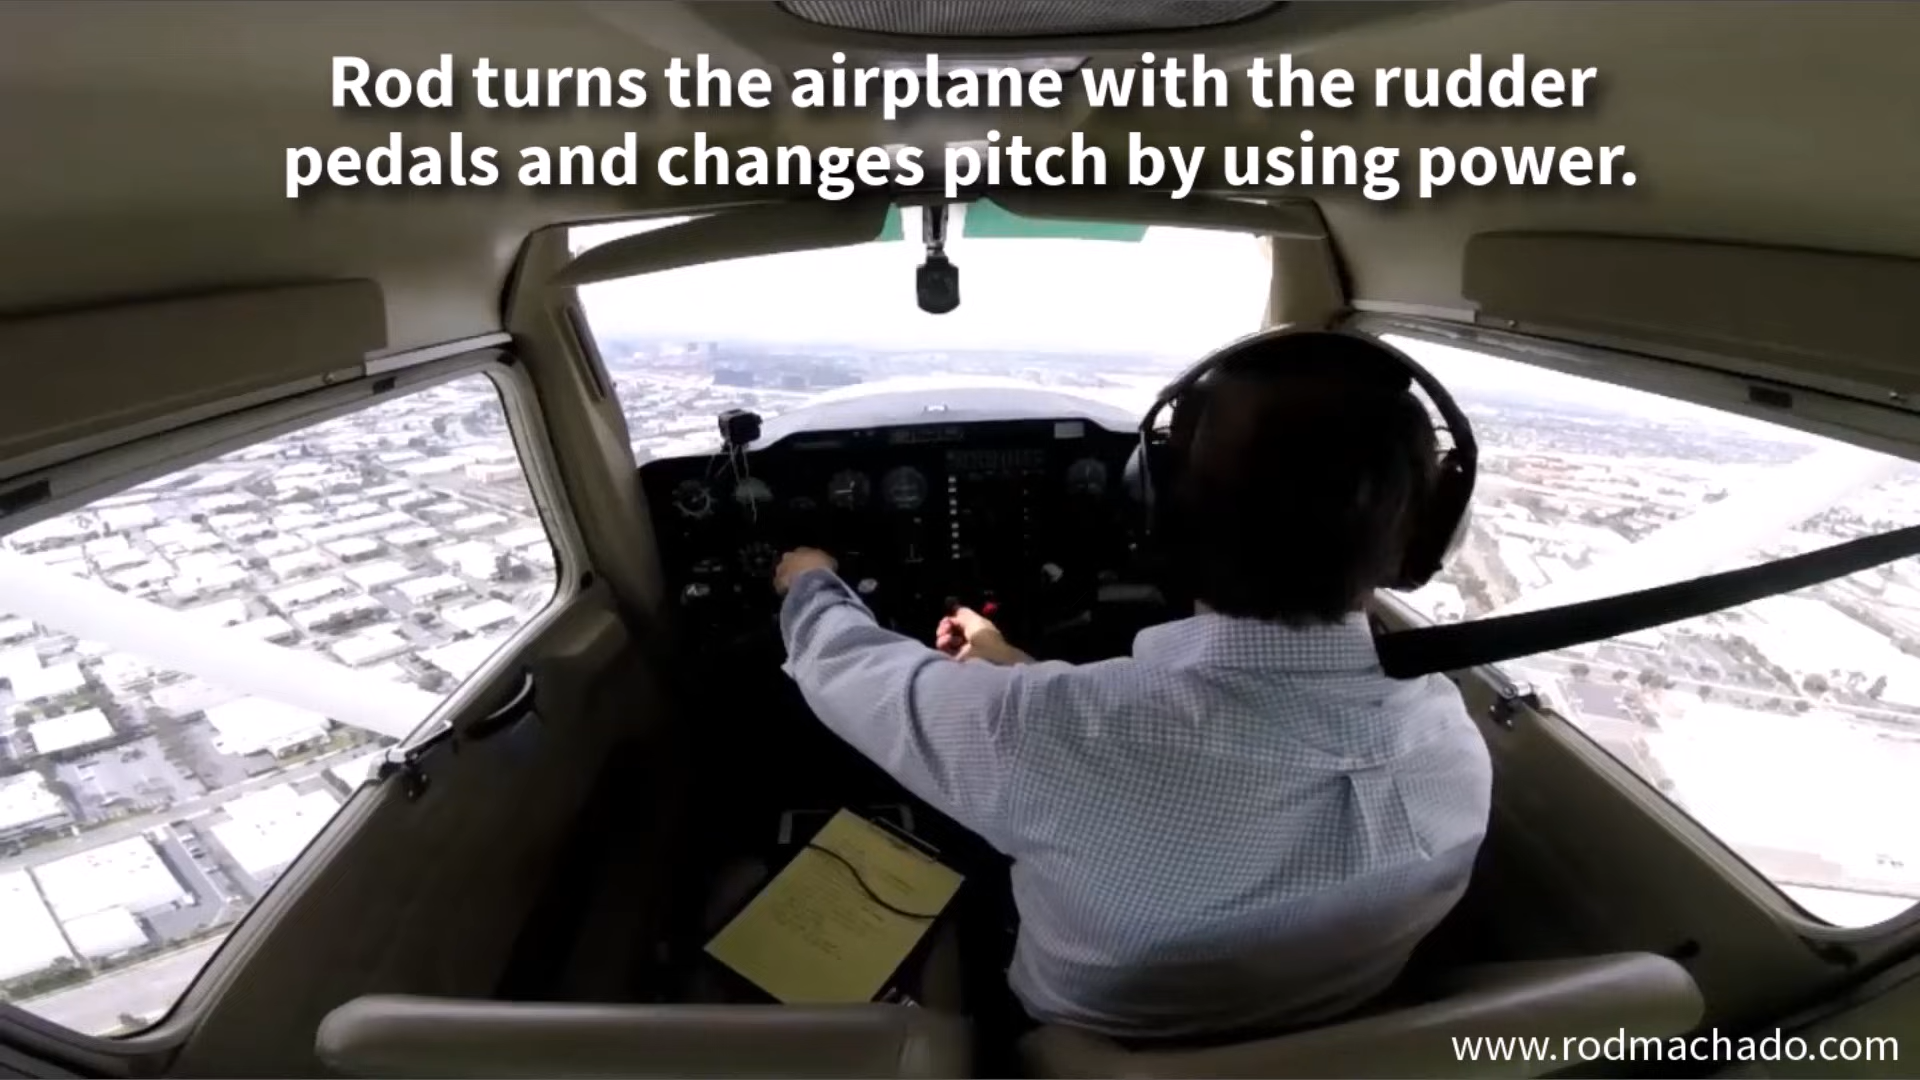 Rod turns the airplane with the rudder
pedals and changes pitch by using power.
www.rodmachado.com